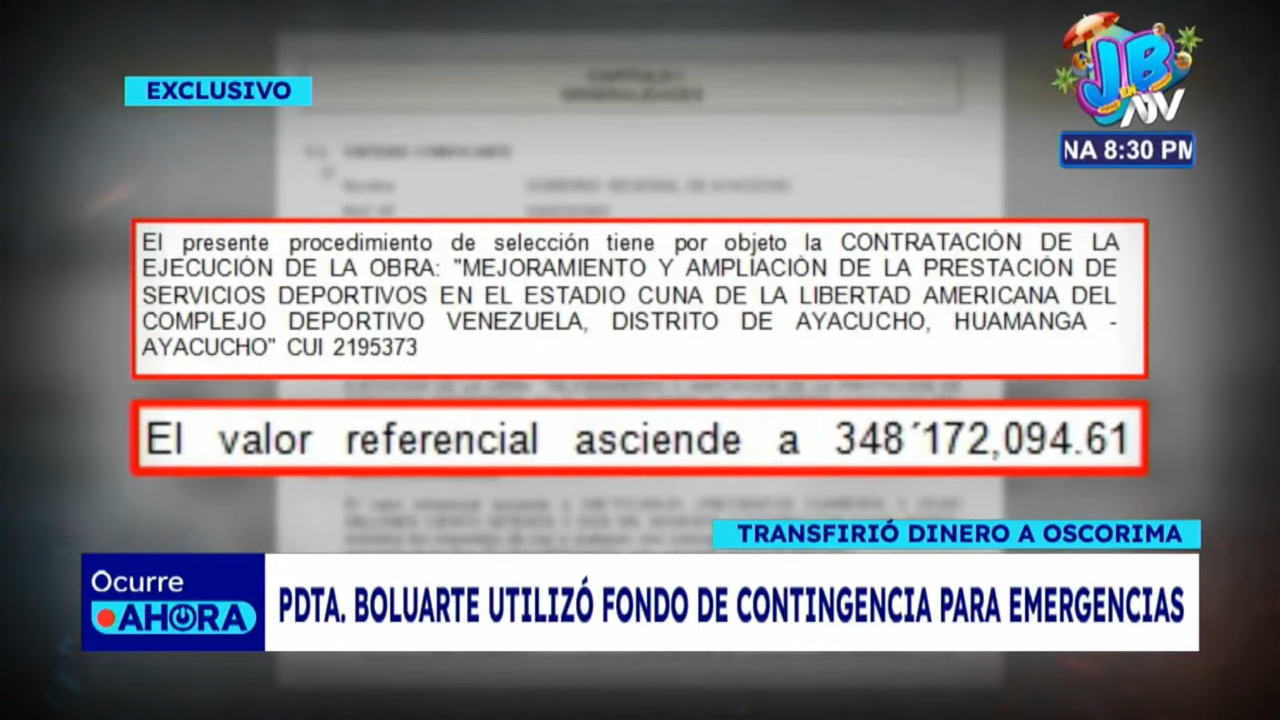 EXCLUSIVO
JB
EN
ATV
NA 8:30 PM
CAPÍTULO I
GENERALIDADES
El presente procedimiento de selección tiene por objeto la CONTRATACIÓN DE LA
EJECUCIÓN DE LA OBRA: "MEJORAMIENTO Y AMPLIACIÓN DE LA PRESTACIÓN DE
SERVICIOS DEPORTIVOS EN EL ESTADIO CUNA DE LA LIBERTAD AMERICANA DEL
COMPLEJO DEPORTIVO VENEZUELA, DISTRITO DE AYACUCHO, HUAMANGA -
AYACUCHO" CUI 2195373
El valor referencial asciende a 348´172,094.61
TRANSFIRIÓ DINERO A OSCORIMA
Ocurre
AHORA
PDTA. BOLUARTE UTILIZÓ FONDO DE CONTINGENCIA PARA EMERGENCIAS